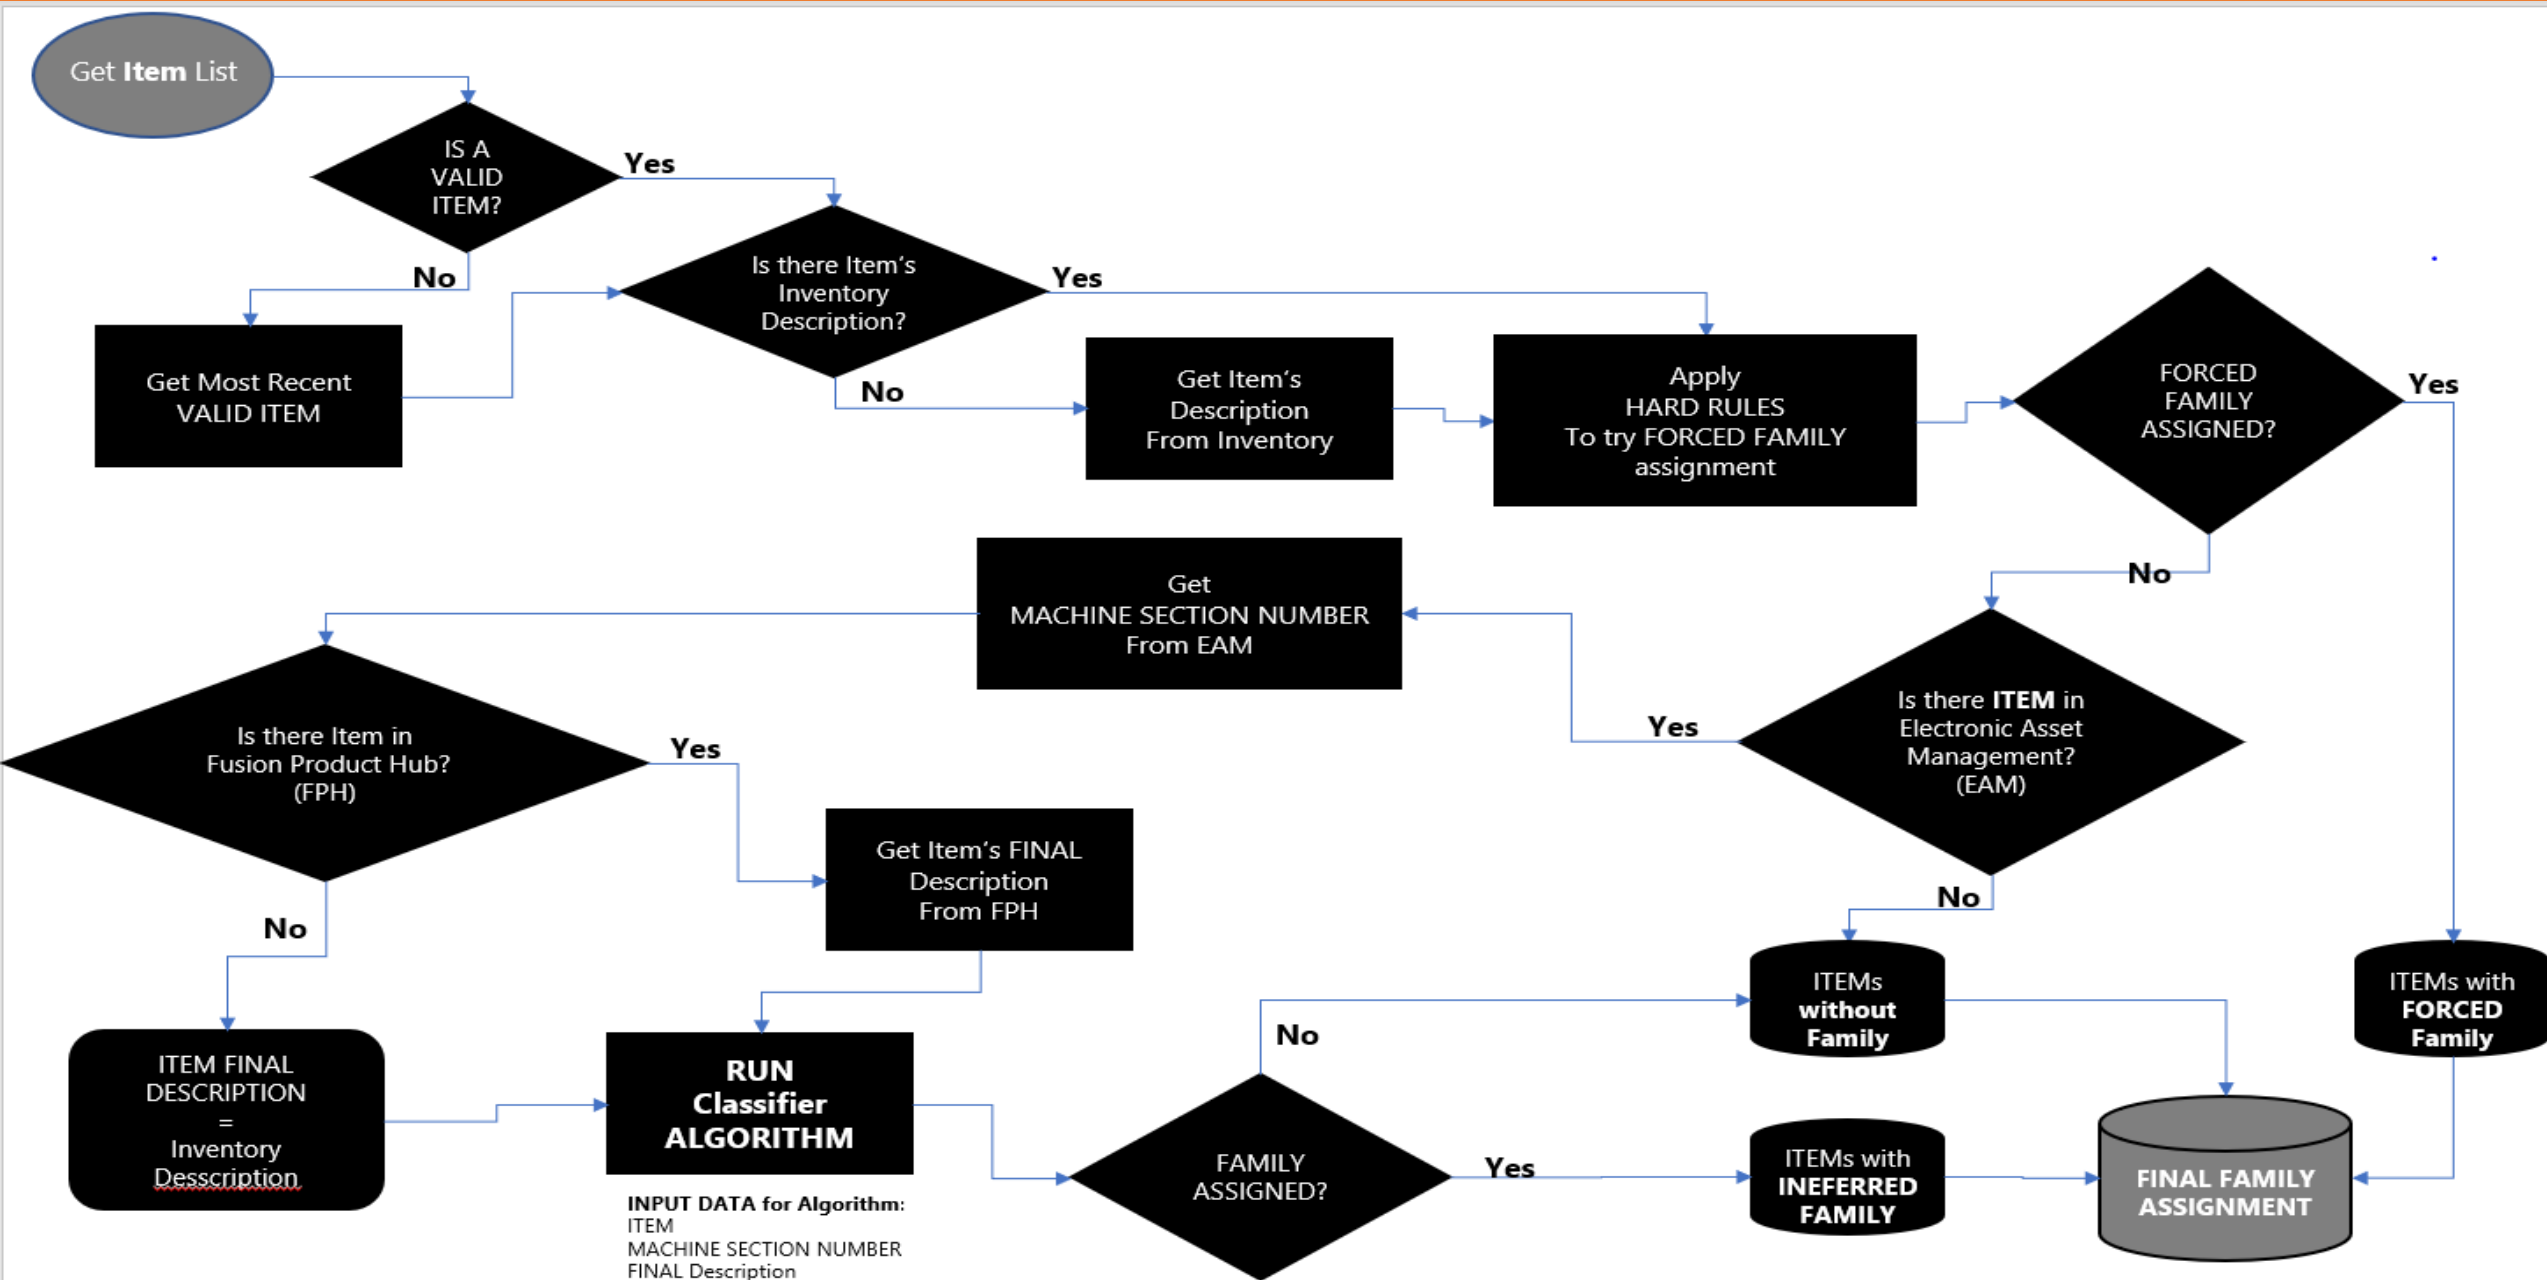 Get Item List
IS A
VALID
ITEM?
Yes
No
Get Most Recent
VALID ITEM
Is there Item's
Inventory
Description?
Yes
No
Get Item's
Description
From Inventory
Apply
HARD RULES
To try FORCED FAMILY
assignment
FORCED
FAMILY
ASSIGNED?
Yes
No
Get
MACHINE SECTION NUMBER
From EAM
Is there ITEM in
Electronic Asset
Management?
(EAM)
Yes
No
Is there Item in
Fusion Product Hub?
(FPH)
Yes
No
Get Item's FINAL
Description
From FPH
ITEM FINAL
DESCRIPTION
=
Inventory
Desscription
RUN
Classifier
ALGORITHM
INPUT DATA for Algorithm:
ITEM
MACHINE SECTION NUMBER
FINAL Description
FAMILY
ASSIGNED?
No
Yes
ITEMs
without
Family
ITEMs with
INEFERRED
FAMILY
ITEMs with
FORCED
Family
FINAL FAMILY
ASSIGNMENT